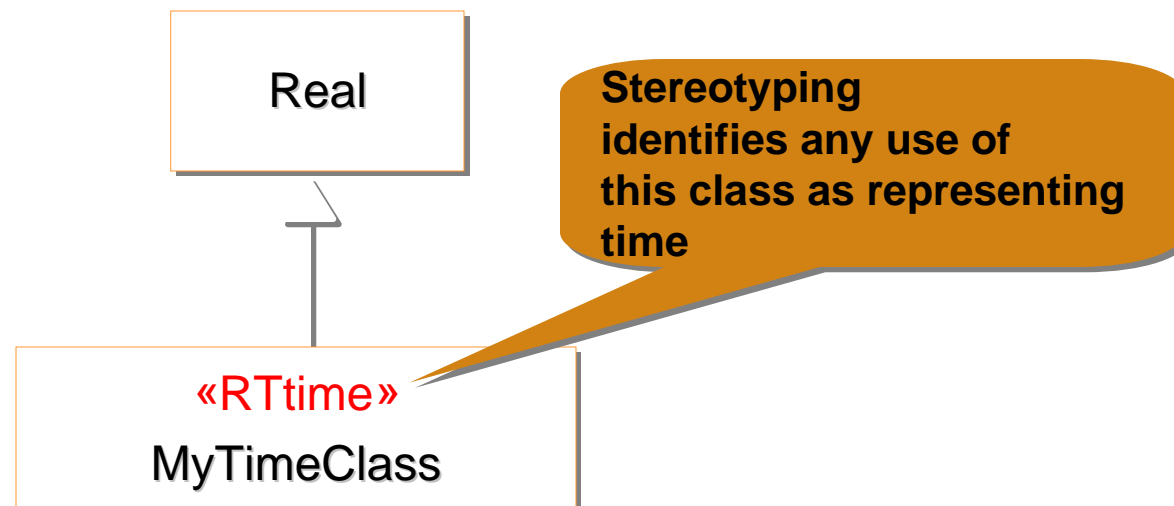 Real
Stereotyping
identifies any use of
this class as representing
time
«RTtime»
MyTimeClass